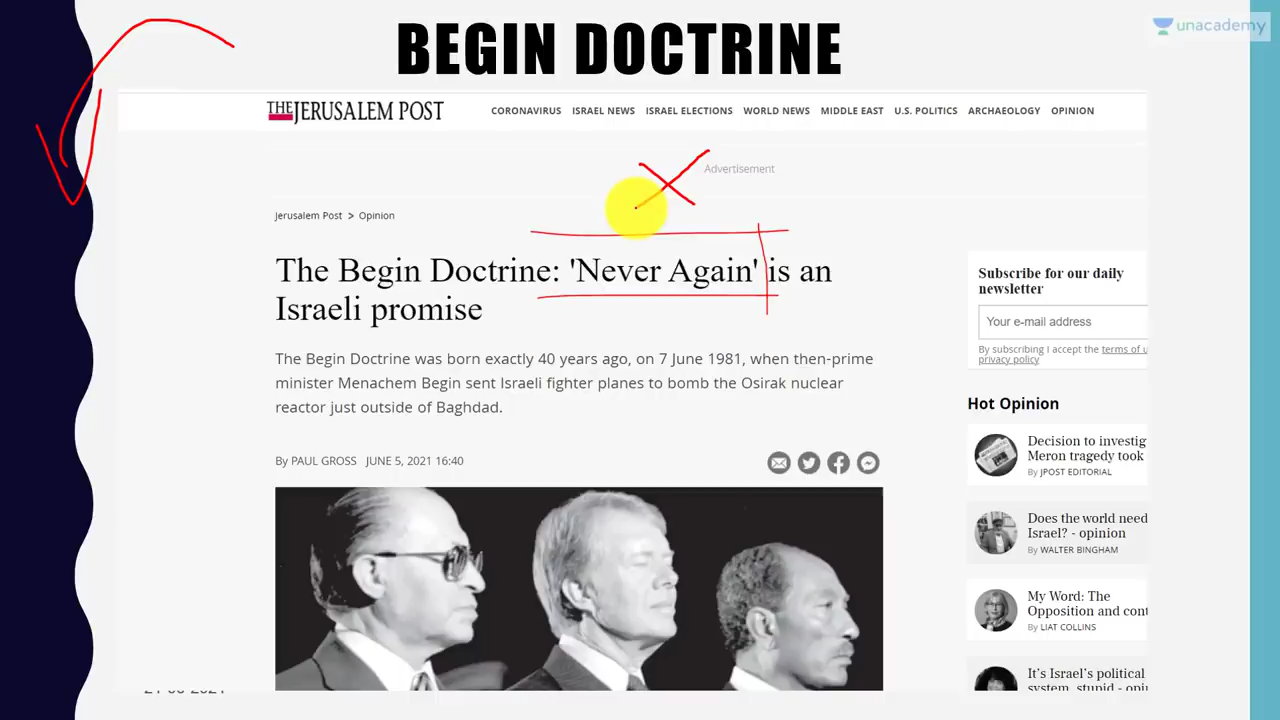 BEGIN DOCTRINE
unacademy
THE JERUSALEM POST
CORONAVIRUS ISRAEL NEWS ISRAEL ELECTIONS WORLD NEWS MIDDLE EAST U.S. POLITICS ARCHAEOLOGY OPINION
Advertisement
Jerusalem Post > Opinion
The Begin Doctrine: 'Never Again' is an
Israeli promise
The Begin Doctrine was born exactly 40 years ago, on 7 June 1981, when then-prime
minister Menachem Begin sent Israeli fighter planes to bomb the Osirak nuclear
reactor just outside of Baghdad.
By PAUL GROSS JUNE 5, 2021 16:40
Subscribe for our daily
newsletter
Your e-mail address
By subscribing I accept the terms of u
privacy policy
Hot Opinion
Decision to investig
Meron tragedy took
By JPOST EDITORIAL
Does the world need
Israel? - opinion
By WALTER BINGHAM
My Word: The
Opposition and cont
By LIAT COLLINS
It's Israel's political
system, stupid - opi